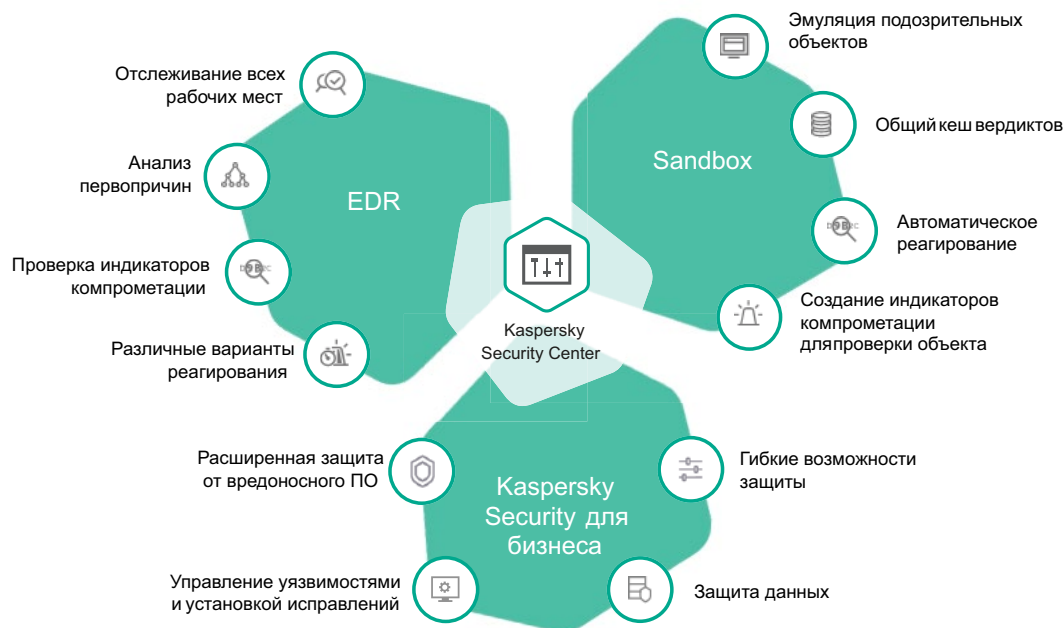 Отслеживание всех
рабочих мест
Анализ
первопричин
Проверка индикаторов
компрометации
Различные варианты
реагирования
EDR
Эмуляция подозрительных
объектов
Общий кеш вердиктов
Автоматическое
реагирование
Создание индикаторов
компрометации
для проверки объекта
Sandbox
Kaspersky
Security Center
Расширенная защита
от вредоносного ПО
Управление уязвимостями
и установкой исправлений
Kaspersky
Security для
бизнеса
Гибкие возможности
защиты
Защита данных